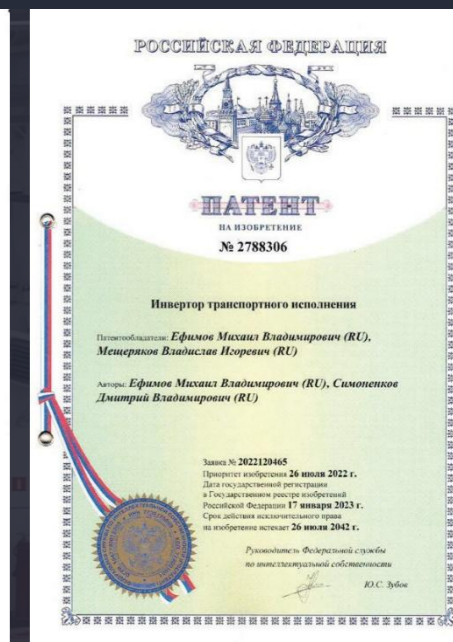 РОССИЙСКАЯ ФЕДЕРАЦИЯ
ПАТЕНТ
НА ИЗОБРЕТЕНИЕ
№ 2788306
Инвертор транспортного исполнения
Патентообладатели: Ефимов Михаил Владимирович (RU),
Мещеряков Владислав Игоревич (RU)
Авторы: Ефимов Михаил Владимирович (RU), Симоненков
Дмитрий Владимирович (RU)
Заявка № 2022120465
Приоритет изобретения 26 июля 2022 г.
Дата государственной регистрации
в Государственном реестре изобретений
Российской Федерации 17 января 2023 г.
Срок действия исключительного права
на изобретение истекает 26 июля 2042 г.
Руководитель Федеральной службы
по интеллектуальной собственности
Ю.С. Зубов